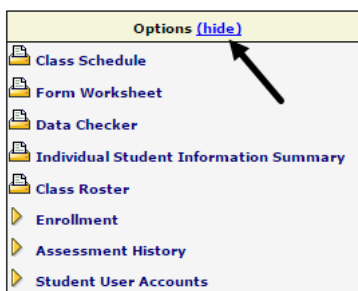 Options (hide)
Class Schedule
Form Worksheet
Data Checker
Individual Student Information Summary
Class Roster
Enrollment
Assessment History
Student User Accounts